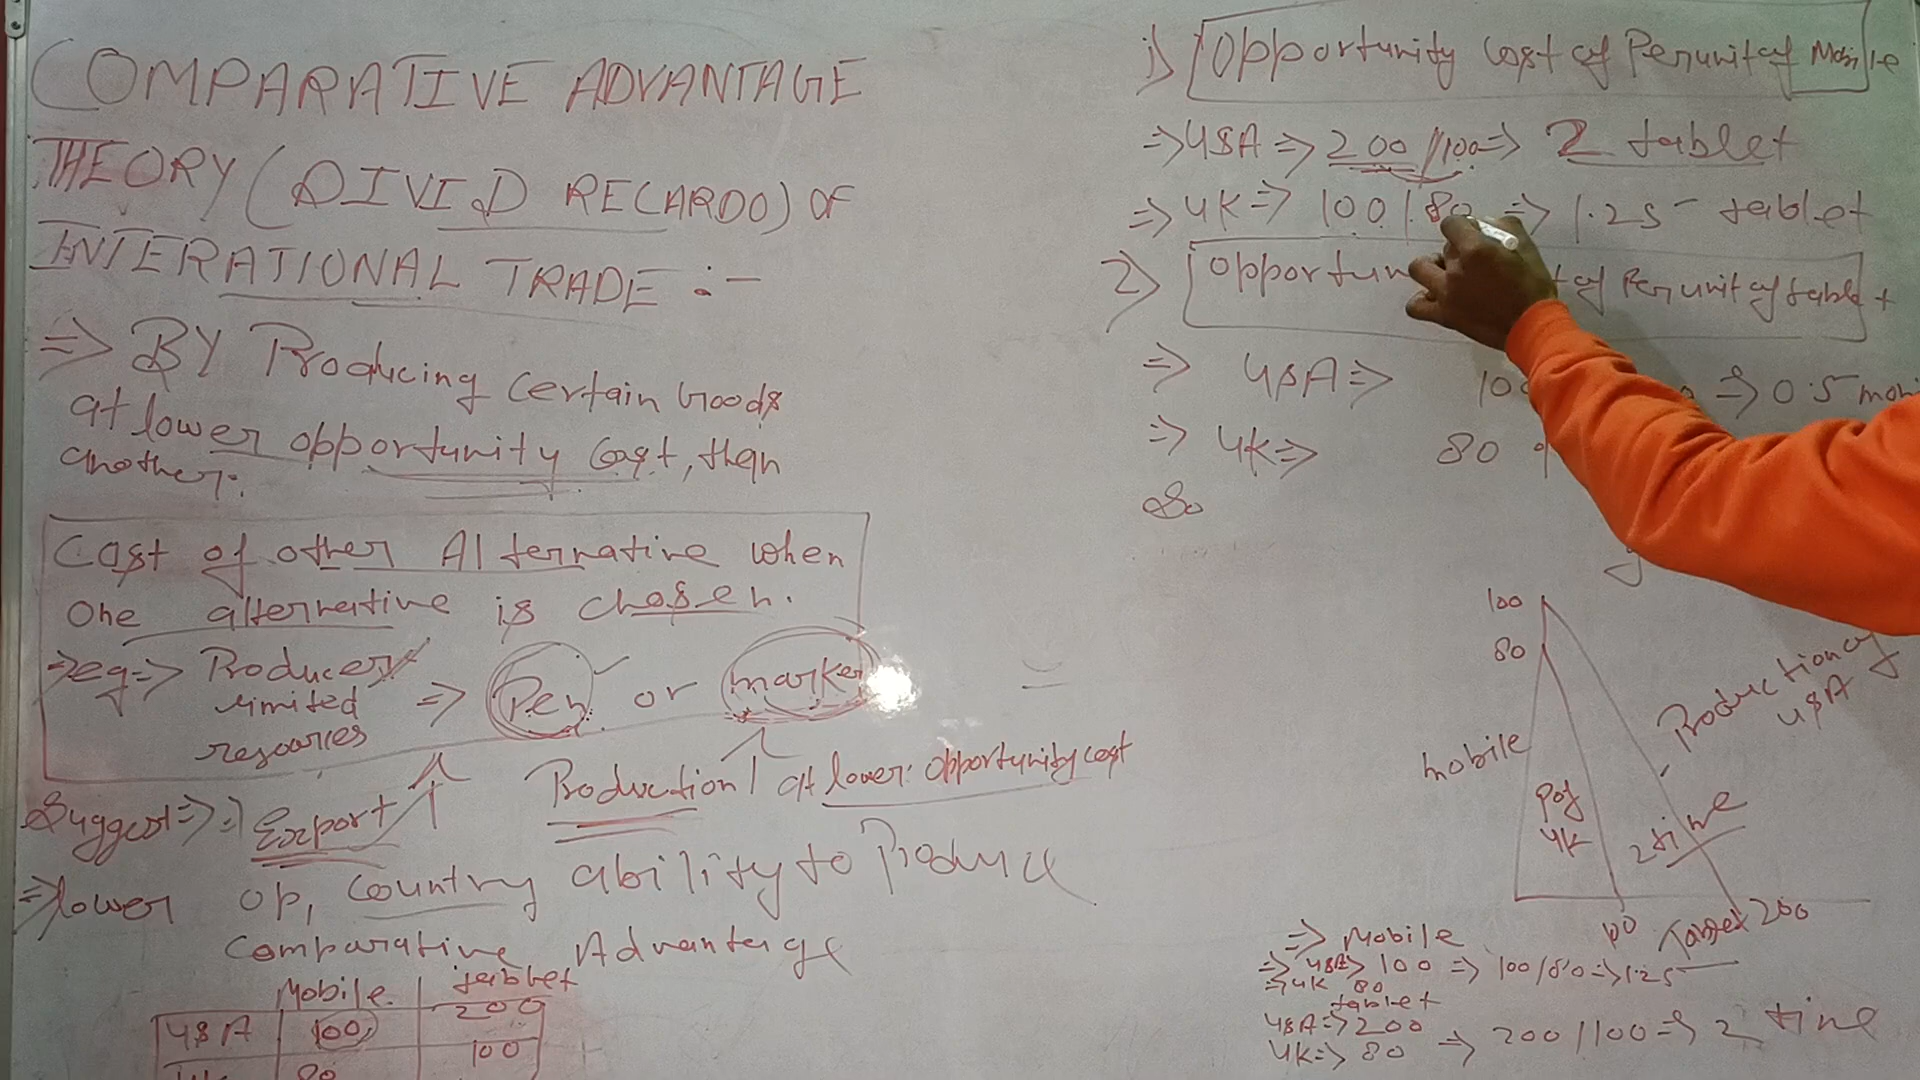 COMPARATIVE ADVANTAGE
THEORY (DIVID RECARDO) OF
INTERATIONAL TRADE :-
=> BY Producing Certain Goods
at lower opportunity Cost, than
another.
Cost of other Alternative when
One alternative is chosen.
=> eg => Producer
limited
resources
=> Pen or marker
Suggest => => Export
Production at lower opportunity cost
=> lower op, Country ability to Produce
Comparative Advantage
Mobile tablet
USA 100 200
UK 80 100
1) Opportunity Cost of Per unit of Mobile
=> USA => 200/100 => 2 tablet
=> UK => 100/80 => 1.25 - tablet
2) of Per unit of tablet
=> USA => => 0.5
=> UK => 80
So
100
80
mobile
Production of
USA
P of
UK
2 time
Tablet 200
=> Mobile
=> USA > 100 => 100/80 => 1.25
=> UK 80
tablet
USA => 200
UK => 80 => 200/100 => 2 time